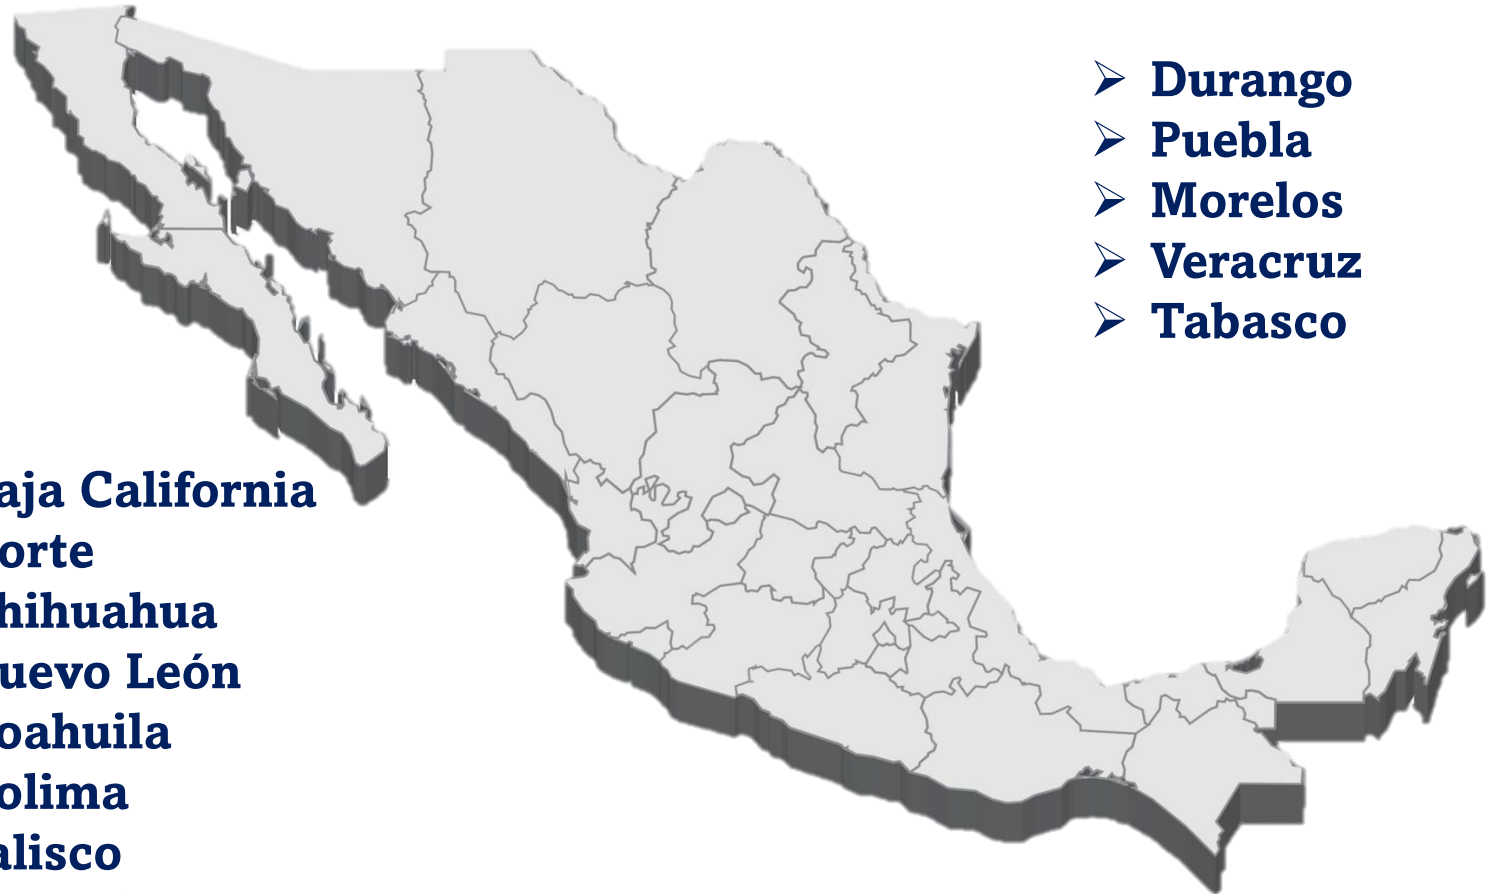 ➢ Durango
➢ Puebla
➢ Morelos
➢ Veracruz
➢ Tabasco
aja California
orte
hihuahua
uevo León
oahuila
olima
alisco